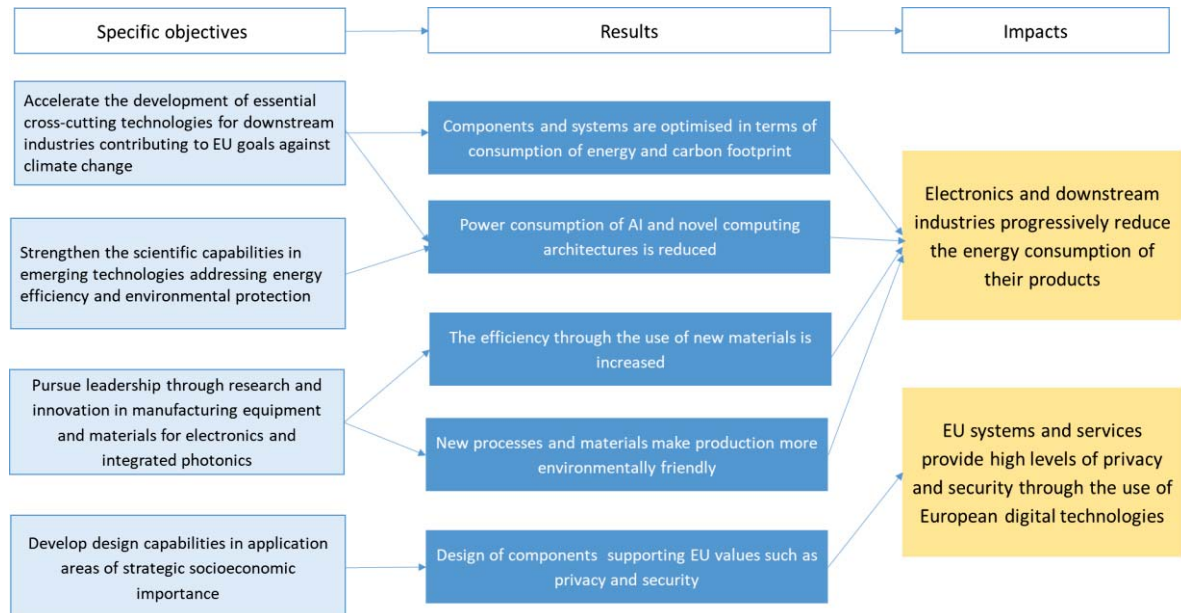 Specific objectives
Results
Impacts
Accelerate the development of essential
cross-cutting technologies for downstream
industries contributing to EU goals against
climate change
Strengthen the scientific capabilities in
emerging technologies addressing energy
efficiency and environmental protection
Pursue leadership through research and
innovation in manufacturing equipment
and materials for electronics and
integrated photonics
Develop design capabilities in application
areas of strategic socioeconomic
importance
Components and systems are optimised in terms of
consumption of energy and carbon footprint
Power consumption of AI and novel computing
architectures is reduced
The efficiency through the use of new materials is
increased
New processes and materials make production more
environmentally friendly
Design of components supporting EU values such as
privacy and security
Electronics and downstream
industries progressively reduce
the energy consumption of
their products
EU systems and services
provide high levels of privacy
and security through the use of
European digital technologies